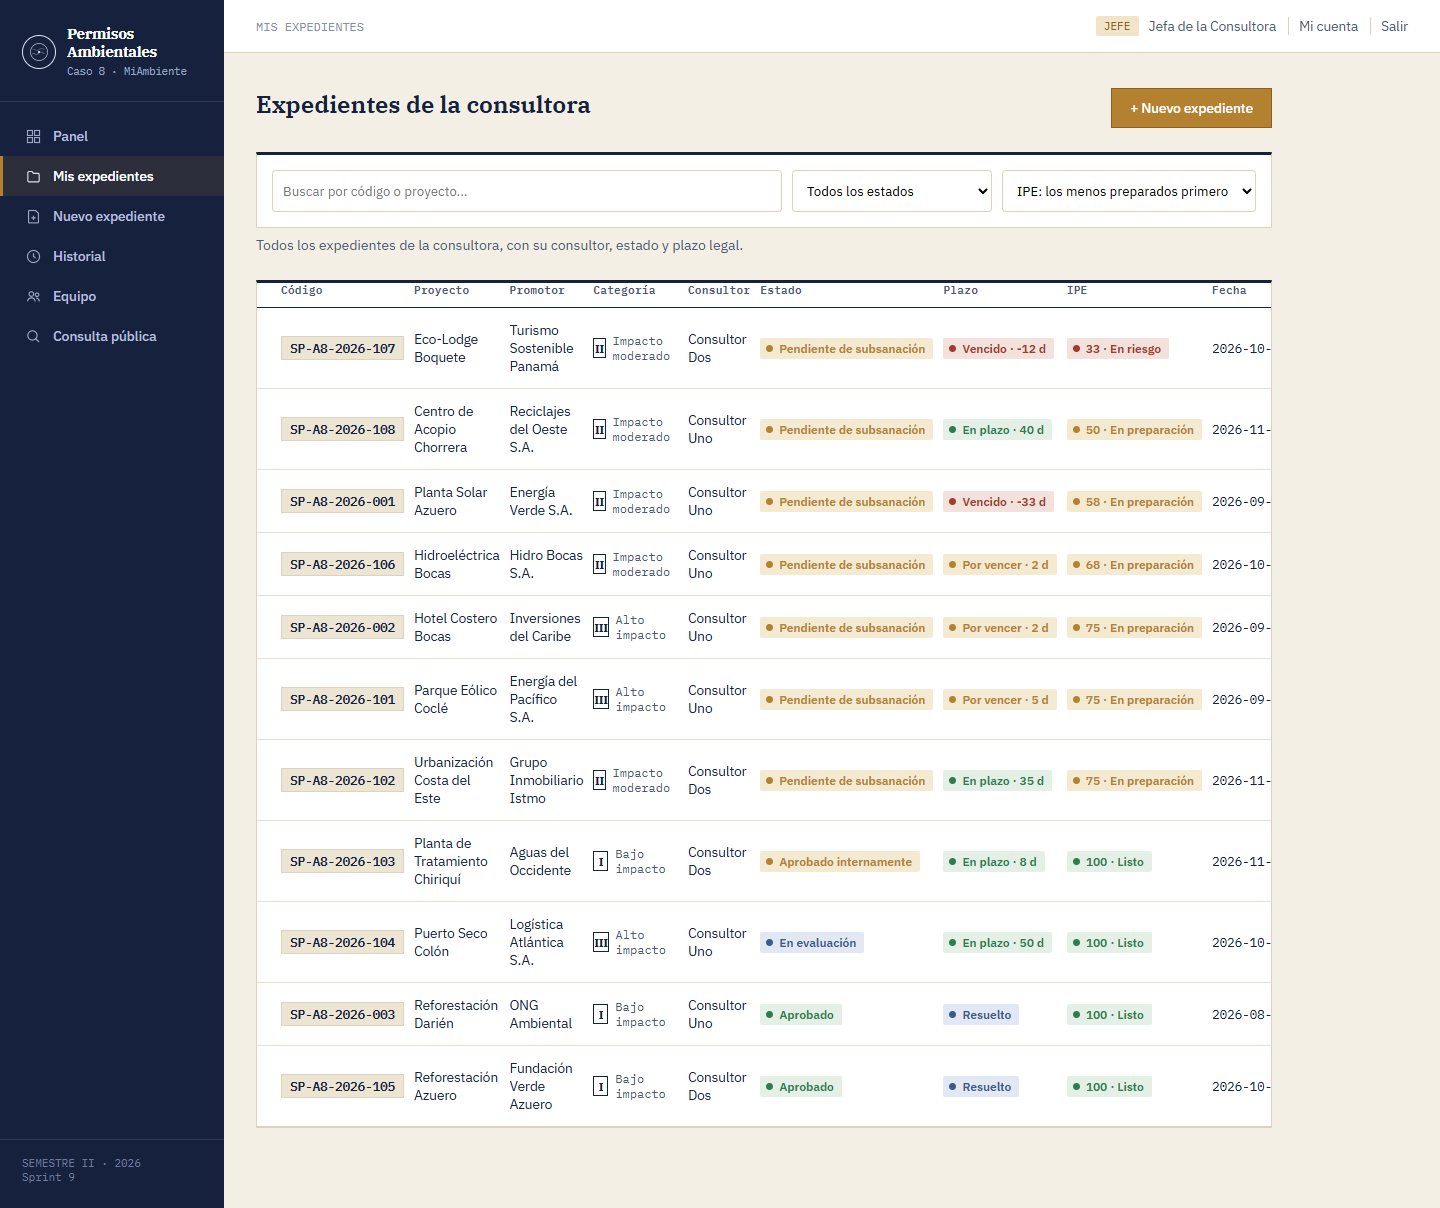 Permisos
Ambientales
Caso 8 · MiAmbiente
Panel
Mis expedientes
Nuevo expediente
Historial
Equipo
Consulta pública
SEMESTRE II · 2026
Sprint 9
MIS EXPEDIENTES
JEFE Jefa de la Consultora Mi cuenta Salir
Expedientes de la consultora
+ Nuevo expediente
Buscar por código o proyecto... Todos los estados IPE: los menos preparados primero
Todos los expedientes de la consultora, con su consultor, estado y plazo legal.
Código Proyecto Promotor Categoría Consultor Estado Plazo IPE Fecha
SP-A8-2026-107 Eco-Lodge Boquete Turismo Sostenible Panamá II Impacto moderado Consultor Dos Pendiente de subsanación Vencido · -12 d 33 · En riesgo 2026-10-
SP-A8-2026-108 Centro de Acopio Chorrera Reciclajes del Oeste S.A. II Impacto moderado Consultor Uno Pendiente de subsanación En plazo · 40 d 50 · En preparación 2026-11-
SP-A8-2026-001 Planta Solar Azuero Energía Verde S.A. II Impacto moderado Consultor Uno Pendiente de subsanación Vencido · -33 d 58 · En preparación 2026-09-
SP-A8-2026-106 Hidroeléctrica Bocas Hidro Bocas S.A. II Impacto moderado Consultor Uno Pendiente de subsanación Por vencer · 2 d 68 · En preparación 2026-10-
SP-A8-2026-002 Hotel Costero Bocas Inversiones del Caribe III Alto impacto Consultor Uno Pendiente de subsanación Por vencer · 2 d 75 · En preparación 2026-09-
SP-A8-2026-101 Parque Eólico Coclé Energía del Pacífico S.A. III Alto impacto Consultor Uno Pendiente de subsanación Por vencer · 5 d 75 · En preparación 2026-09-
SP-A8-2026-102 Urbanización Costa del Este Grupo Inmobiliario Istmo II Impacto moderado Consultor Dos Pendiente de subsanación En plazo · 35 d 75 · En preparación 2026-11-
SP-A8-2026-103 Planta de Tratamiento Chiriquí Aguas del Occidente I Bajo impacto Consultor Dos Aprobado internamente En plazo · 8 d 100 · Listo 2026-11-
SP-A8-2026-104 Puerto Seco Colón Logística Atlántica S.A. III Alto impacto Consultor Uno En evaluación En plazo · 50 d 100 · Listo 2026-10-
SP-A8-2026-003 Reforestación Darién ONG Ambiental I Bajo impacto Consultor Uno Aprobado Resuelto 100 · Listo 2026-08-
SP-A8-2026-105 Reforestación Azuero Fundación Verde Azuero I Bajo impacto Consultor Dos Aprobado Resuelto 100 · Listo 2026-10-